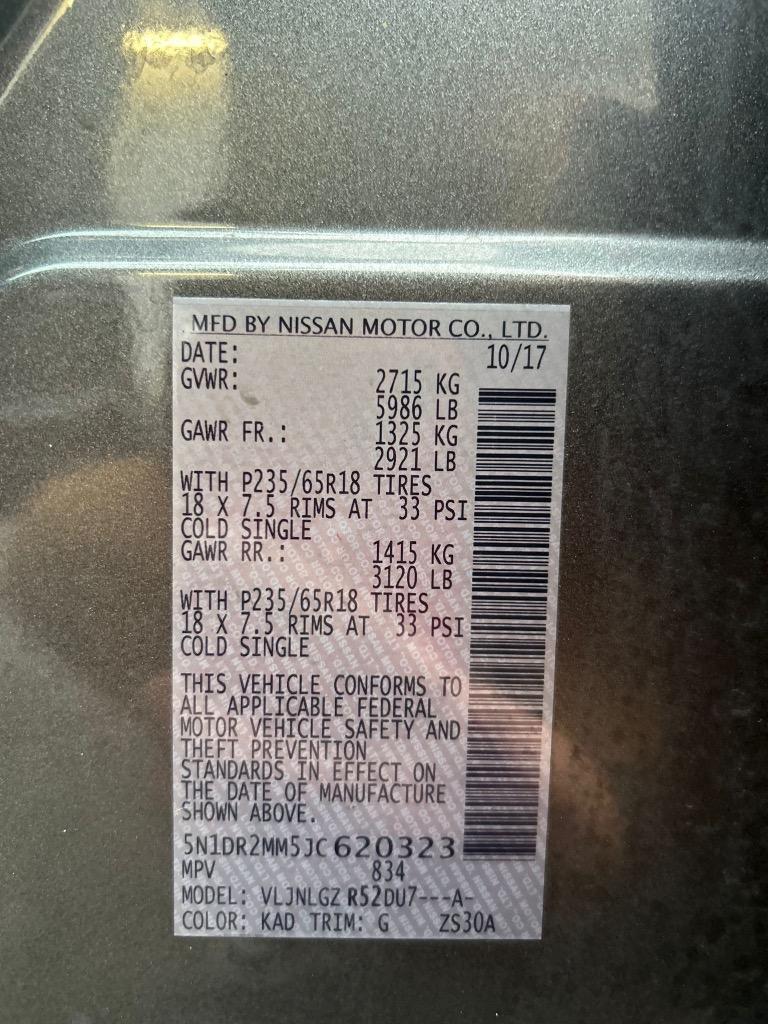 MFD BY NISSAN MOTOR CO., LTD.
DATE: 10/17
GVWR: 2715 KG
5986 LB
GAWR FR.: 1325 KG
2921 LB
WITH P235/65R18 TIRES
18 X 7.5 RIMS AT 33 PSI
COLD SINGLE
GAWR RR.: 1415 KG
3120 LB
WITH P235/65R18 TIRES
18 X 7.5 RIMS AT 33 PSI
COLD SINGLE
THIS VEHICLE CONFORMS TO
ALL APPLICABLE FEDERAL
MOTOR VEHICLE SAFETY AND
THEFT PREVENTION
STANDARDS IN EFFECT ON
THE DATE OF MANUFACTURE
SHOWN ABOVE.
5N1DR2MM5JC620323
MPV 834
MODEL: VLJNLGZ R52DU7---A-
COLOR: KAD TRIM: G ZS30A